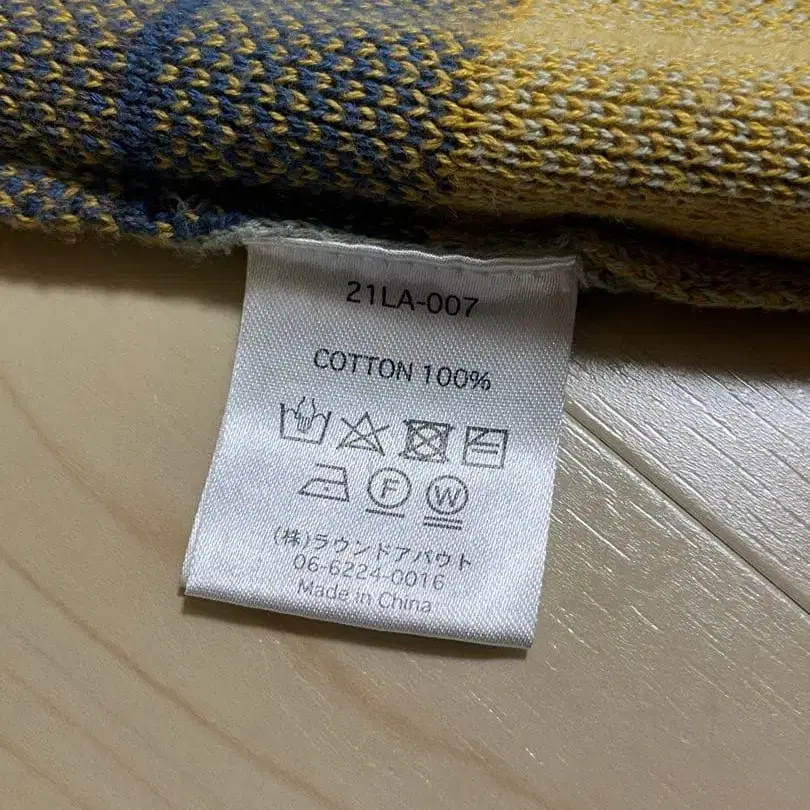 21LA-007
COTTON 100%
F W
(株)ラウンドアバウト
06-6224-0016
Made in China